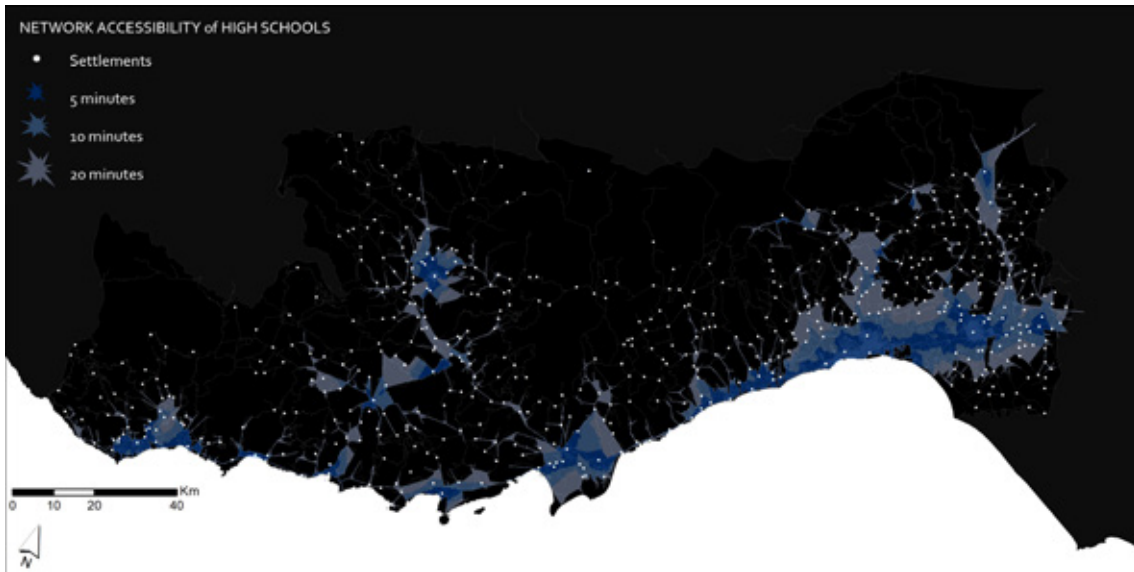 NETWORK ACCESSIBILITY of HIGH SCHOOLS
Settlements
5 minutes
10 minutes
20 minutes
Km
0 10 20 40
N